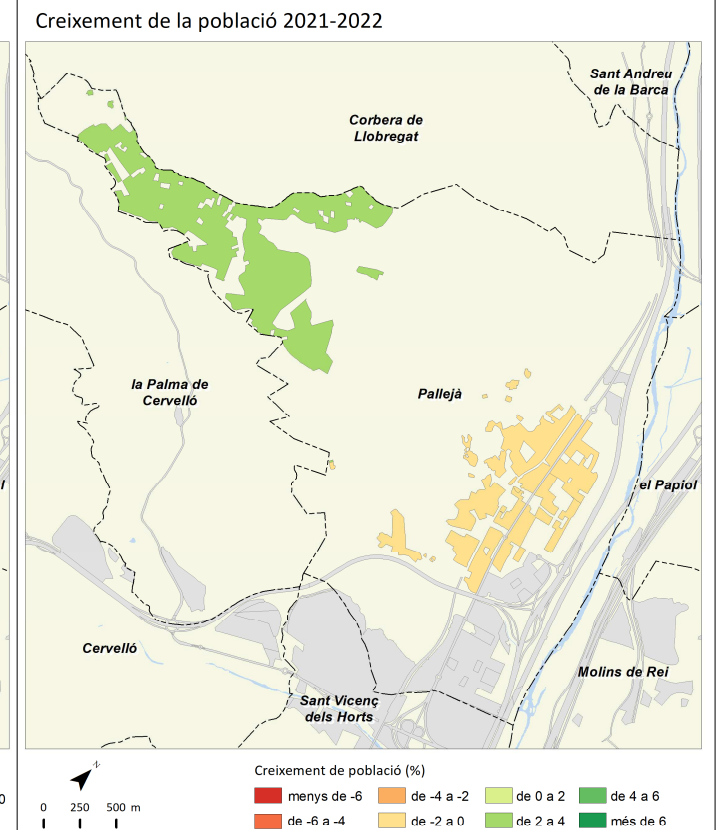 Creixement de la població 2021-2022
Sant Andreu
de la Barca
Corbera de
Llobregat
la Palma de
Cervelló
Pallejà
l
el Papiol
Cervelló
Molins de Rei
Sant Vicenç
dels Horts
N
0
0 250 500 m
Creixement de població (%)
menys de -6
de -4 a -2
de 0 a 2
de 4 a 6
de -6 a -4
de -2 a 0
de 2 a 4
més de 6